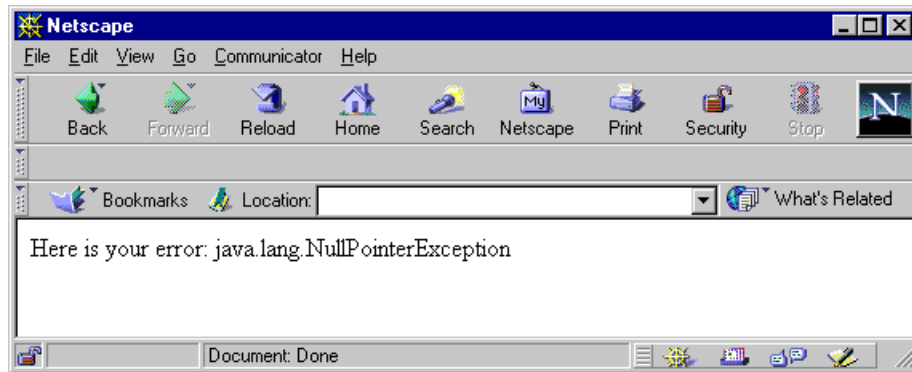 Netscape
File Edit View Go Communicator Help
My N
Back Forward Reload Home Search Netscape Print Security Stop
Bookmarks Location: What's Related
Here is your error: java.lang.NullPointerException
Document: Done